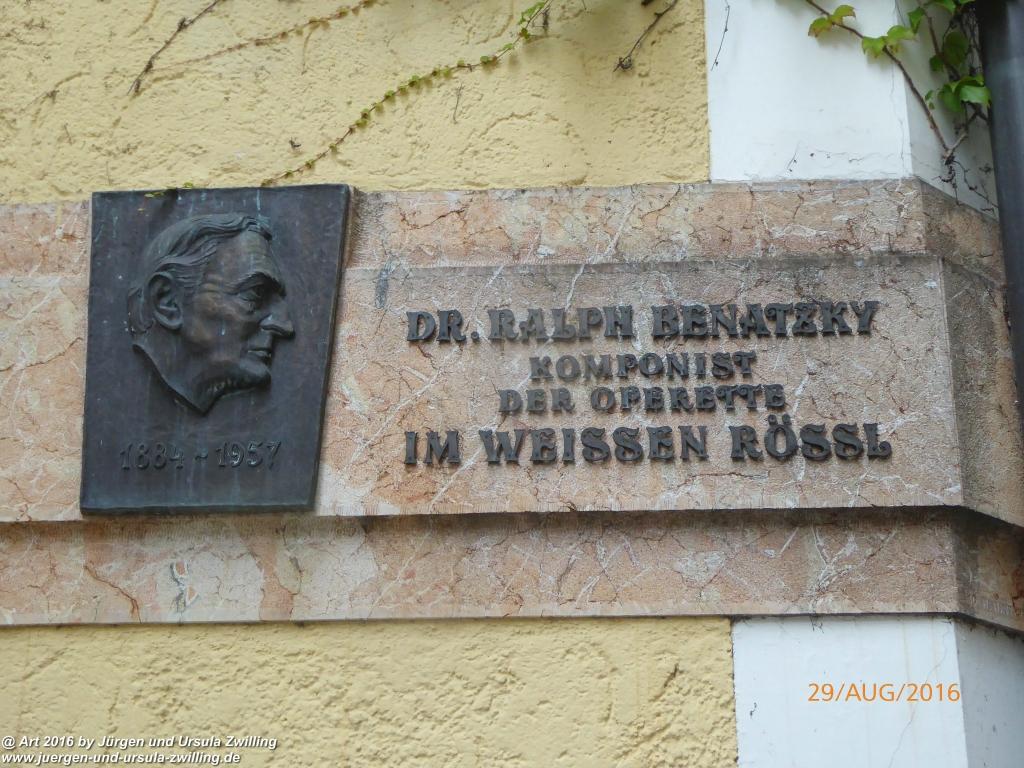 DR. RALPH BENATZKY
KOMPONIST
DER OPERETTE
IM WEISSEN RÖSSL
1884 - 1957
29/AUG/2016
@ Art 2016 by Jürgen und Ursula Zwilling
www.juergen-und-ursula-zwilling.de